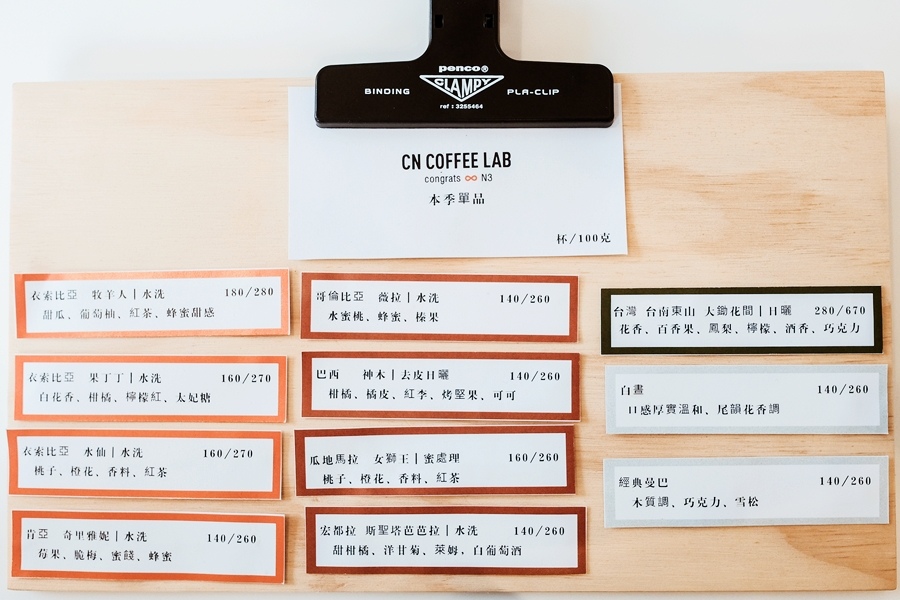 penco®
CLAMPY
BINDING PLA-CLIP
ref : 3255464
CN COFFEE LAB
congrats ∞ N3
本季單品
杯/100克
衣索比亞 牧羊人|水洗 180/280
甜瓜、葡萄柚、紅茶、蜂蜜甜感
衣索比亞 果丁丁|水洗 160/270
白花香、柑橘、檸檬紅、太妃糖
衣索比亞 水仙|水洗 160/270
桃子、橙花、香料、紅茶
肯亞 奇里雅妮|水洗 140/260
莓果、脆梅、蜜餞、蜂蜜
哥倫比亞 薇拉|水洗 140/260
水蜜桃、蜂蜜、榛果
巴西 神木|去皮日曬 140/260
柑橘、橘皮、紅李、烤堅果、可可
瓜地馬拉 女獅王|蜜處理 160/260
桃子、橙花、香料、紅茶
宏都拉 斯聖塔芭芭拉|水洗 140/260
甜柑橘、洋甘菊、萊姆、白葡萄酒
台灣 台南東山 大鋤花間|日曬 280/670
花香、百香果、鳳梨、檸檬、酒香、巧克力
白晝 140/260
口感厚實溫和、尾韻花香調
經典曼巴 140/260
木質調、巧克力、雪松